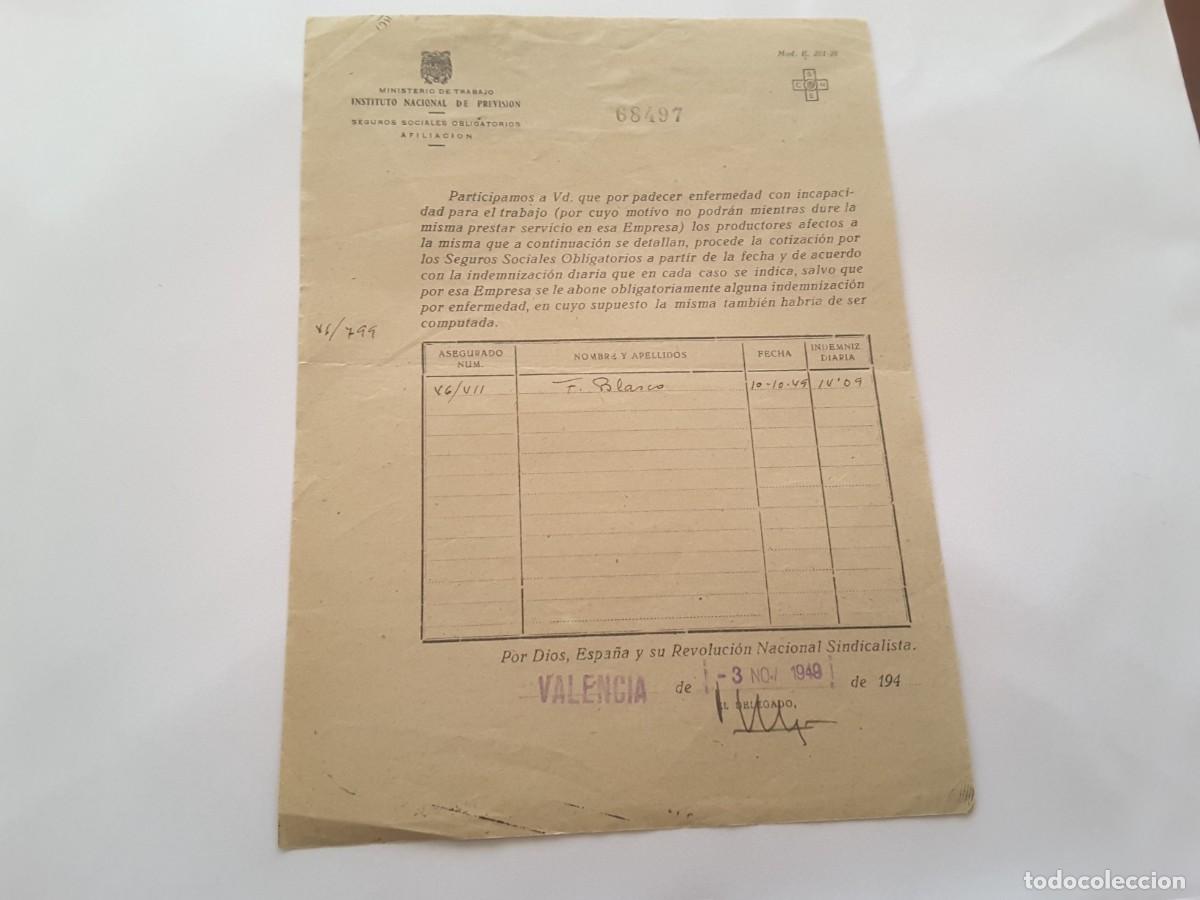 Mod. E. 201-26
MINISTERIO DE TRABAJO
INSTITUTO NACIONAL DE PREVISION
SEGUROS SOCIALES OBLIGATORIOS
AFILIACION
68497
Participamos a Vd. que por padecer enfermedad con incapaci-
dad para el trabajo (por cuyo motivo no podrán mientras dure la
misma prestar servicio en esa Empresa) los productores afectos a
la misma que a continuación se detallan, procede la cotización por
los Seguros Sociales Obligatorios a partir de la fecha y de acuerdo
con la indemnización diaria que en cada caso se indica, salvo que
por esa Empresa se le abone obligatoriamente alguna indemnización
por enfermedad, en cuyo supuesto la misma también habría de ser
computada.
/799
ASEGURADO NUM. NOMBRE Y APELLIDOS FECHA INDEMNIZ. DIARIA
F. Blasco 10-10-49
Por Dios, España y su Revolución Nacional Sindicalista.
VALENCIA de -3 NOV 1949 de 194
EL DELEGADO,
todocoleccion